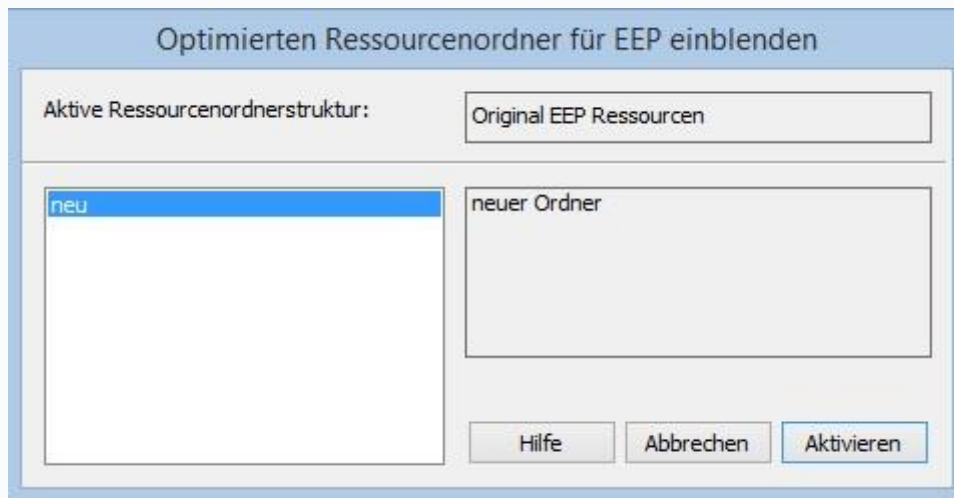 Optimierten Ressourcenordner für EEP einblenden
Aktive Ressourcenordnerstruktur:
Original EEP Ressourcen
neu
neuer Ordner
Hilfe
Abbrechen
Aktivieren